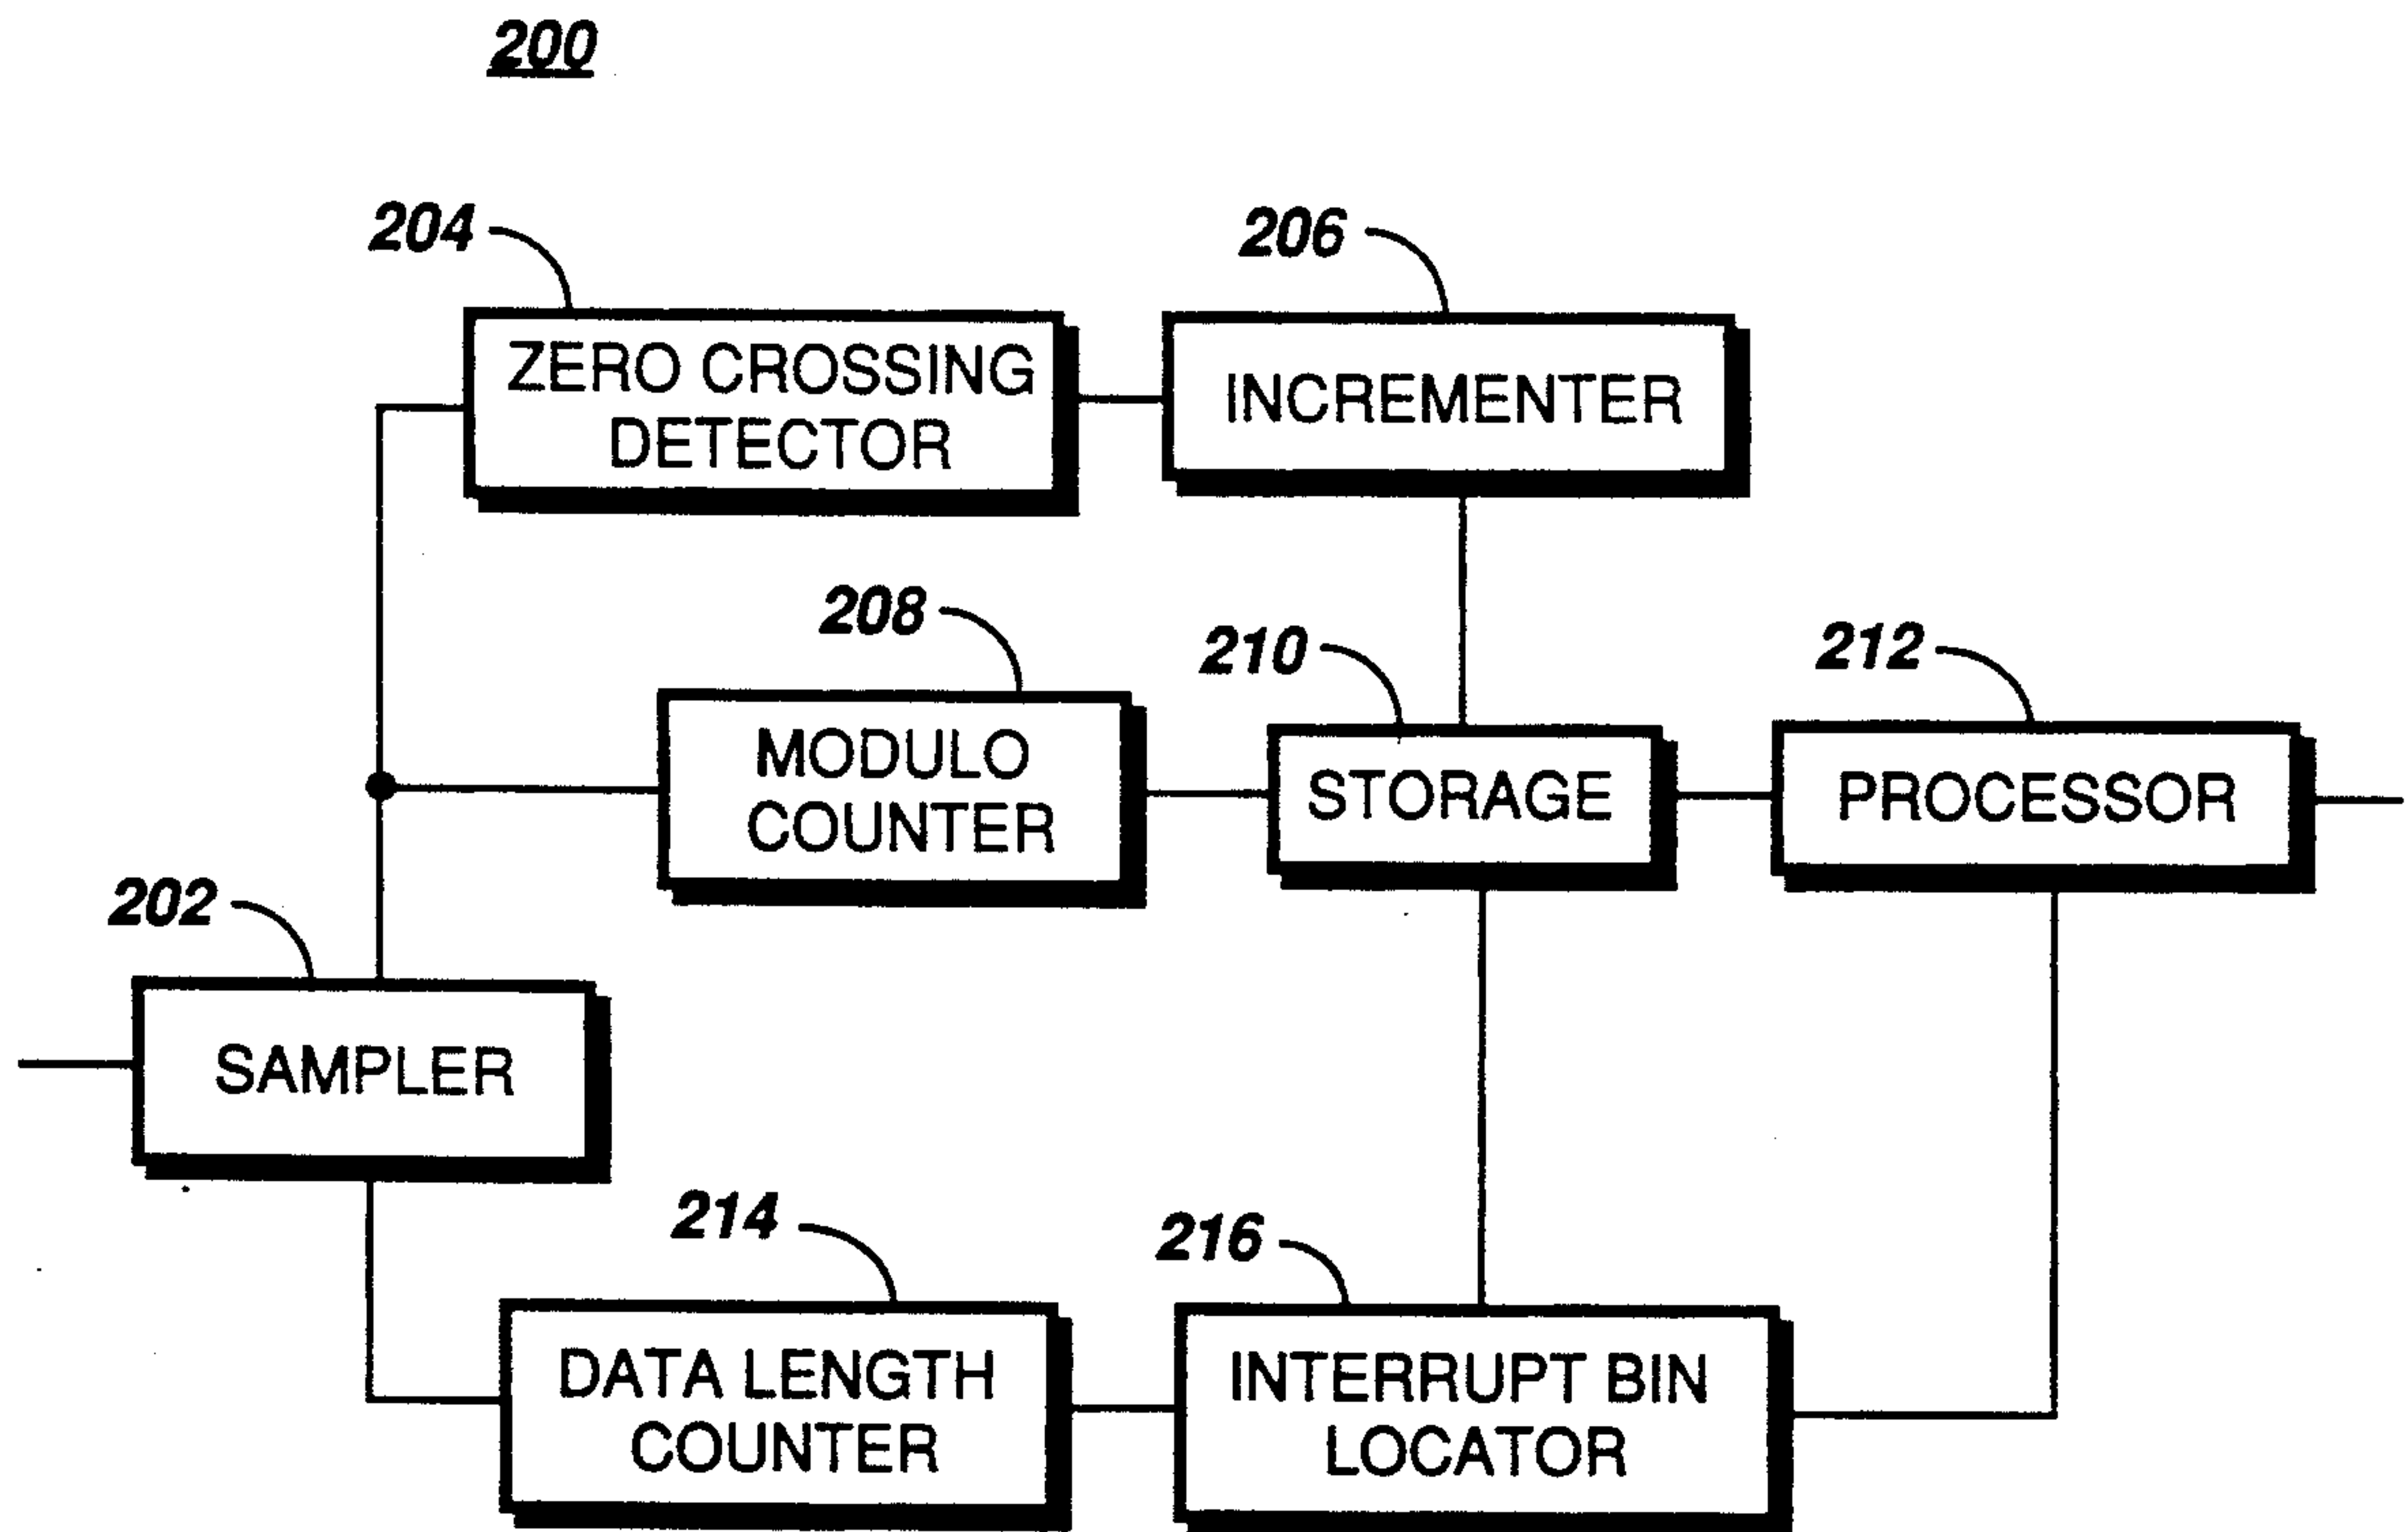 200
204
206
ZERO CROSSING
DETECTOR
INCREMENTER
208
210
212
MODULO
COUNTER
STORAGE
PROCESSOR
202
SAMPLER
214
216
DATA LENGTH
COUNTER
INTERRUPT BIN
LOCATOR